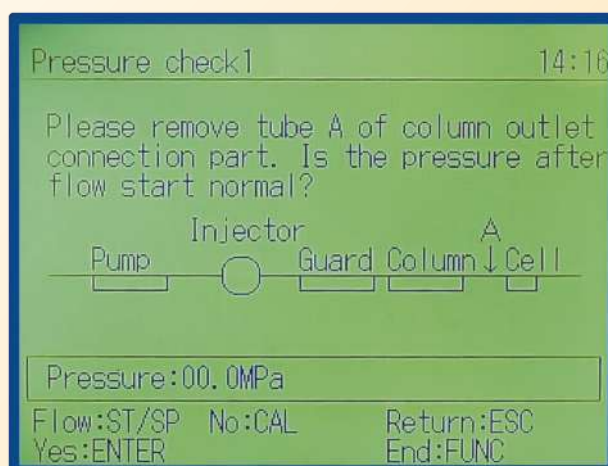 Pressure check1 14:16
Please remove tube A of column outlet
connection part. Is the pressure after
flow start normal?
Injector A
Pump Guard Column ↓ Cell
Pressure:00.0MPa
Flow:ST/SP No:CAL Return:ESC
Yes:ENTER End:FUNC